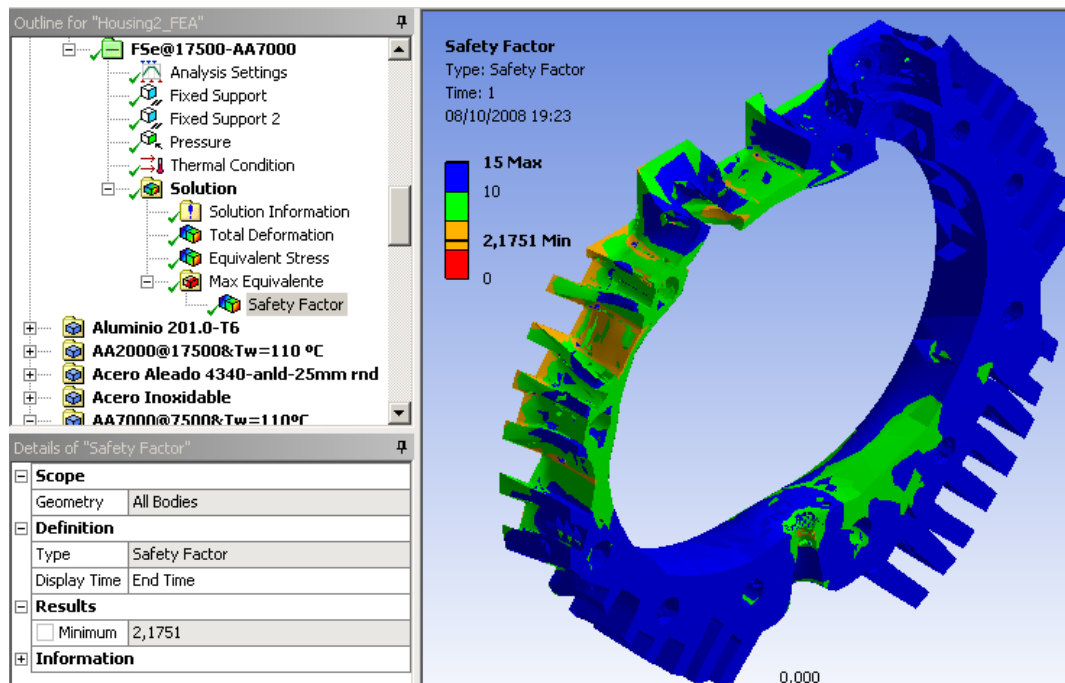 Outline for "Housing2_FEA"
FSe@17500-AA7000
Analysis Settings
Fixed Support
Fixed Support 2
Pressure
Thermal Condition
Solution
Solution Information
Total Deformation
Equivalent Stress
Max Equivalente
Safety Factor
Aluminio 201.0-T6
AA2000@17500&Tw=110 ºC
Acero Aleado 4340-anld-25mm rnd
Acero Inoxidable
AA7000@7500&Tw=110ºC
Details of "Safety Factor"
Scope
Geometry All Bodies
Definition
Type Safety Factor
Display Time End Time
Results
Minimum 2,1751
Information
Safety Factor
Type: Safety Factor
Time: 1
08/10/2008 19:23
15 Max
10
2,1751 Min
0
0.000